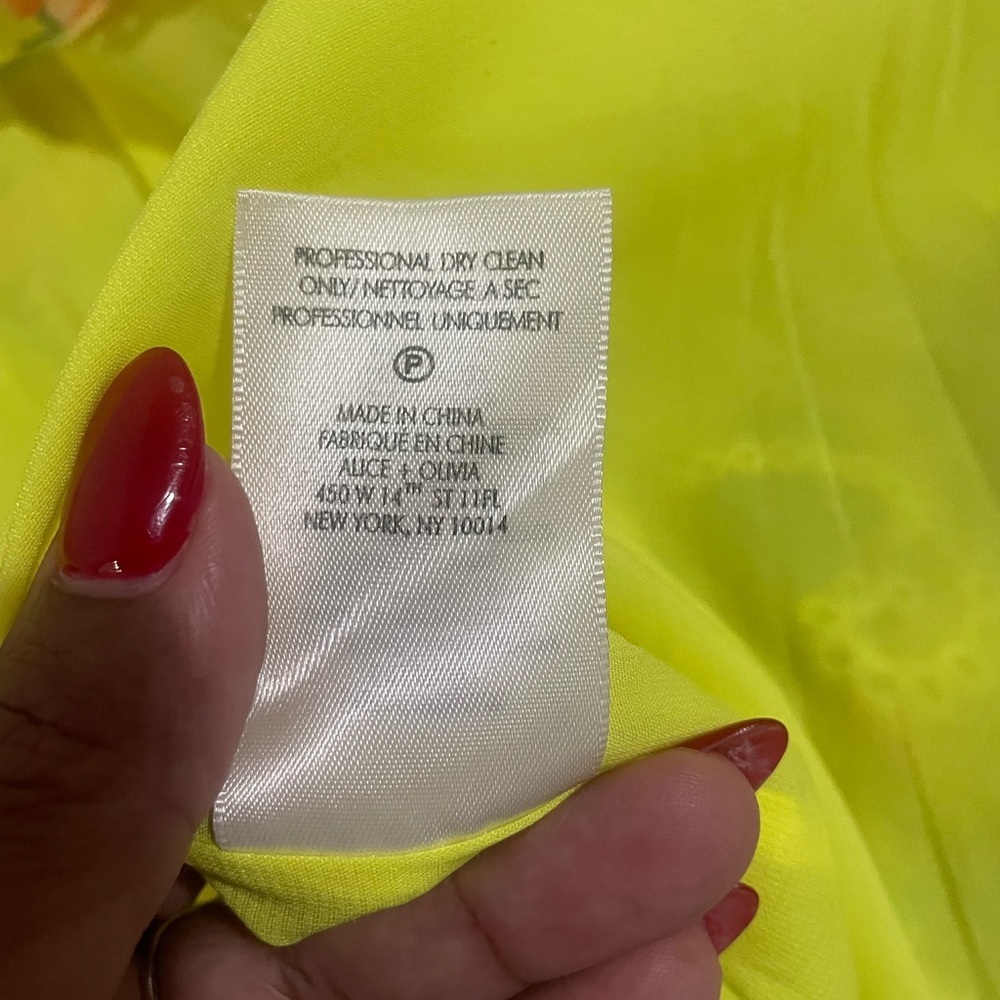 PROFESSIONAL DRY CLEAN
ONLY/ NETTOYAGE A SEC
PROFESSIONNEL UNIQUEMENT
P
MADE IN CHINA
FABRIQUE EN CHINE
ALICE + OLIVIA
450 W 14TH ST 11FL
NEW YORK, NY 10014